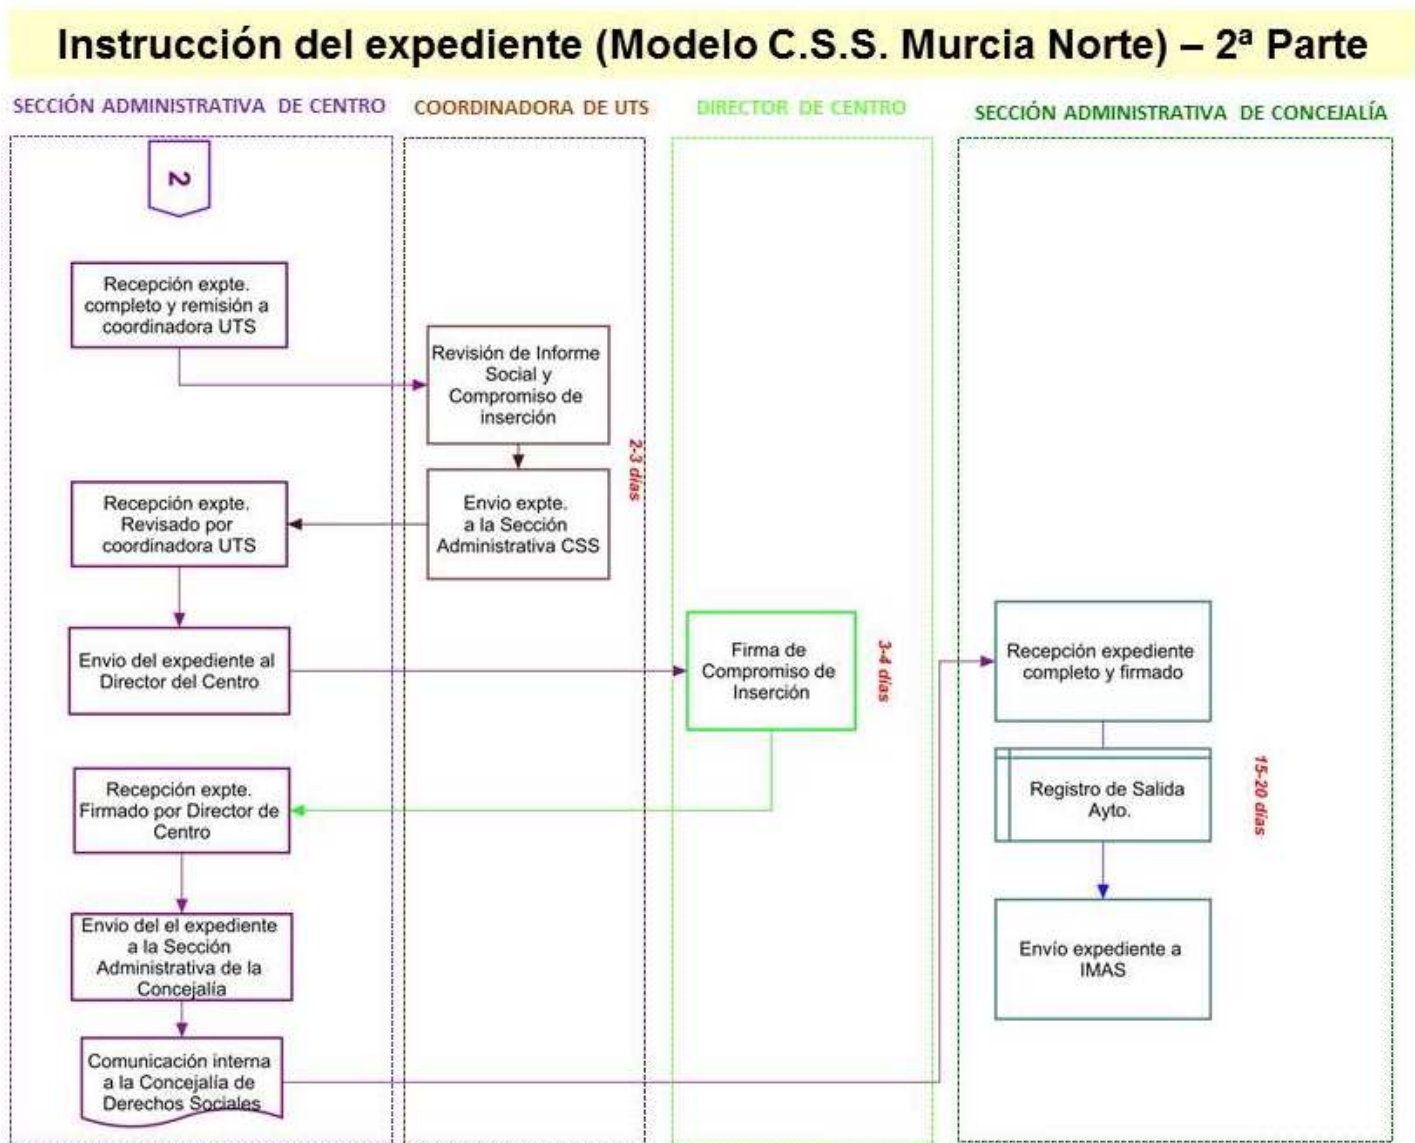 Instrucción del expediente (Modelo C.S.S. Murcia Norte) – 2ª Parte
SECCIÓN ADMINISTRATIVA DE CENTRO
COORDINADORA DE UTS
DIRECTOR DE CENTRO
SECCIÓN ADMINISTRATIVA DE CONCEJALÍA
2
Recepción expte.
completo y remisión a
coordinadora UTS
Revisión de Informe
Social y
Compromiso de
inserción
2-3 días
Envio expte.
a la Sección
Administrativa CSS
Recepción expte.
Revisado por
coordinadora UTS
Envio del expediente al
Director del Centro
Firma de
Compromiso de
Inserción
3-4 días
Recepción expte.
Firmado por Director de
Centro
Envio del el expediente
a la Sección
Administrativa de la
Concejalía
Comunicación interna
a la Concejalía de
Derechos Sociales
Recepción expediente
completo y firmado
Registro de Salida
Ayto.
15-20 días
Envío expediente a
IMAS